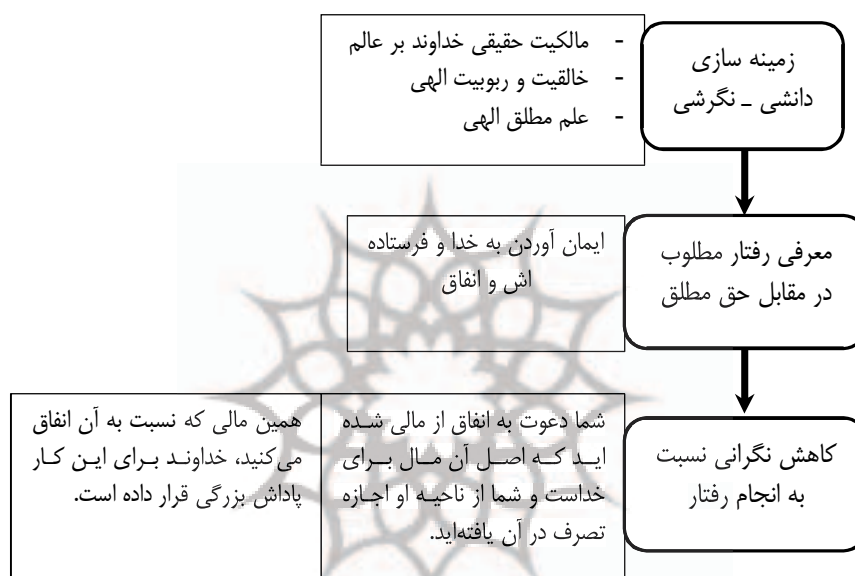 زمینه سازی
دانشی ـ نگرشی
- مالکیت حقیقی خداوند بر عالم
- خالقیت و ربوبیت الهی
- علم مطلق الهی
معرفی رفتار مطلوب
در مقابل حق مطلق
ایمان آوردن به خدا و فرستاده
اش و انفاق
کاهش نگرانی نسبت
به انجام رفتار
شما دعوت به انفاق از مالی شده
اید که اصل آن مال برای
خداست و شما از ناحیه او اجازه
تصرف در آن یافته‌اید.
همین مالی که نسبت به آن انفاق
می‌کنید، خداوند برای این کار
پاداش بزرگی قرار داده است.